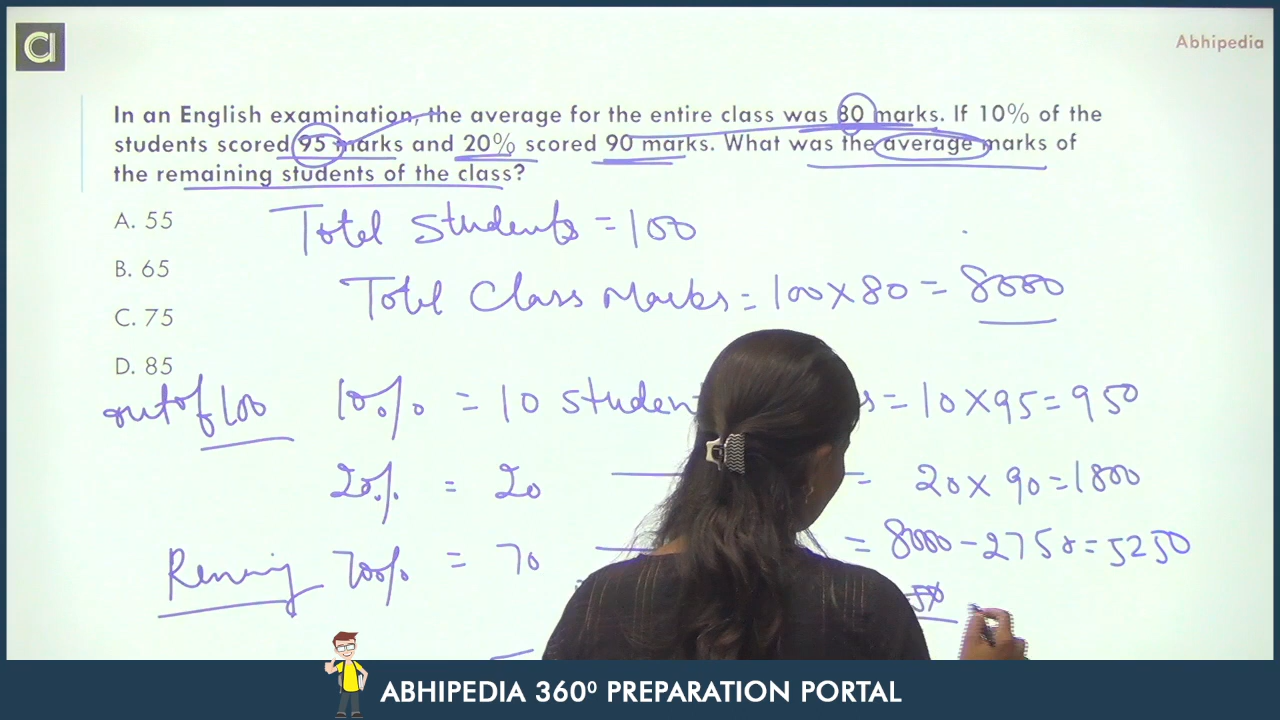 Abhipedia
In an English examination, the average for the entire class was 80 marks. If 10% of the
students scored 95 marks and 20% scored 90 marks. What was the average marks of
the remaining students of the class?
A. 55
Total Students = 100
B. 65
Total Class Marks = 100 × 80 = 8000
C. 75
D. 85
out of 100 10% = 10 studen s = 10 × 95 = 950
20% = 20 = 20 × 90 = 1800
70% = 70 = 8000 - 2750 = 5250
ABHIPEDIA 360⁰ PREPARATION PORTAL